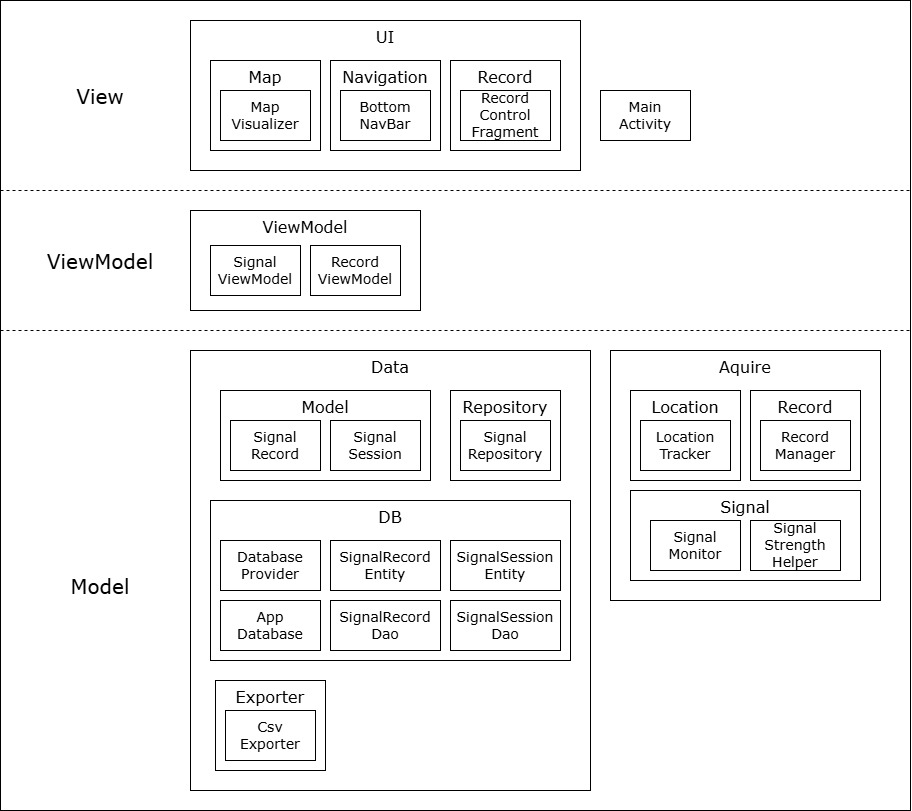 View
UI
Map
Map
Visualizer
Navigation
Bottom
NavBar
Record
Record
Control
Fragment
Main
Activity
ViewModel
ViewModel
Signal
ViewModel
Record
ViewModel
Model
Data
Model
Signal
Record
Signal
Session
Repository
Signal
Repository
DB
Database
Provider
SignalRecord
Entity
SignalSession
Entity
App
Database
SignalRecord
Dao
SignalSession
Dao
Exporter
Csv
Exporter
Aquire
Location
Location
Tracker
Record
Record
Manager
Signal
Signal
Monitor
Signal
Strength
Helper